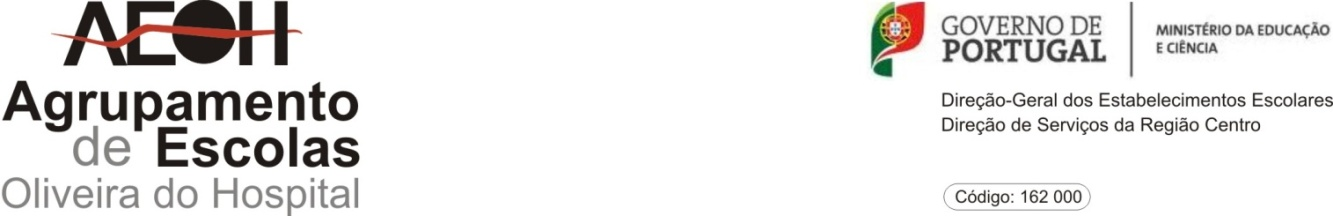 AEOH
Agrupamento
de Escolas
Oliveira do Hospital
GOVERNO DE
PORTUGAL
MINISTÉRIO DA EDUCAÇÃO
E CIÊNCIA
Direção-Geral dos Estabelecimentos Escolares
Direção de Serviços da Região Centro
Código: 162 000